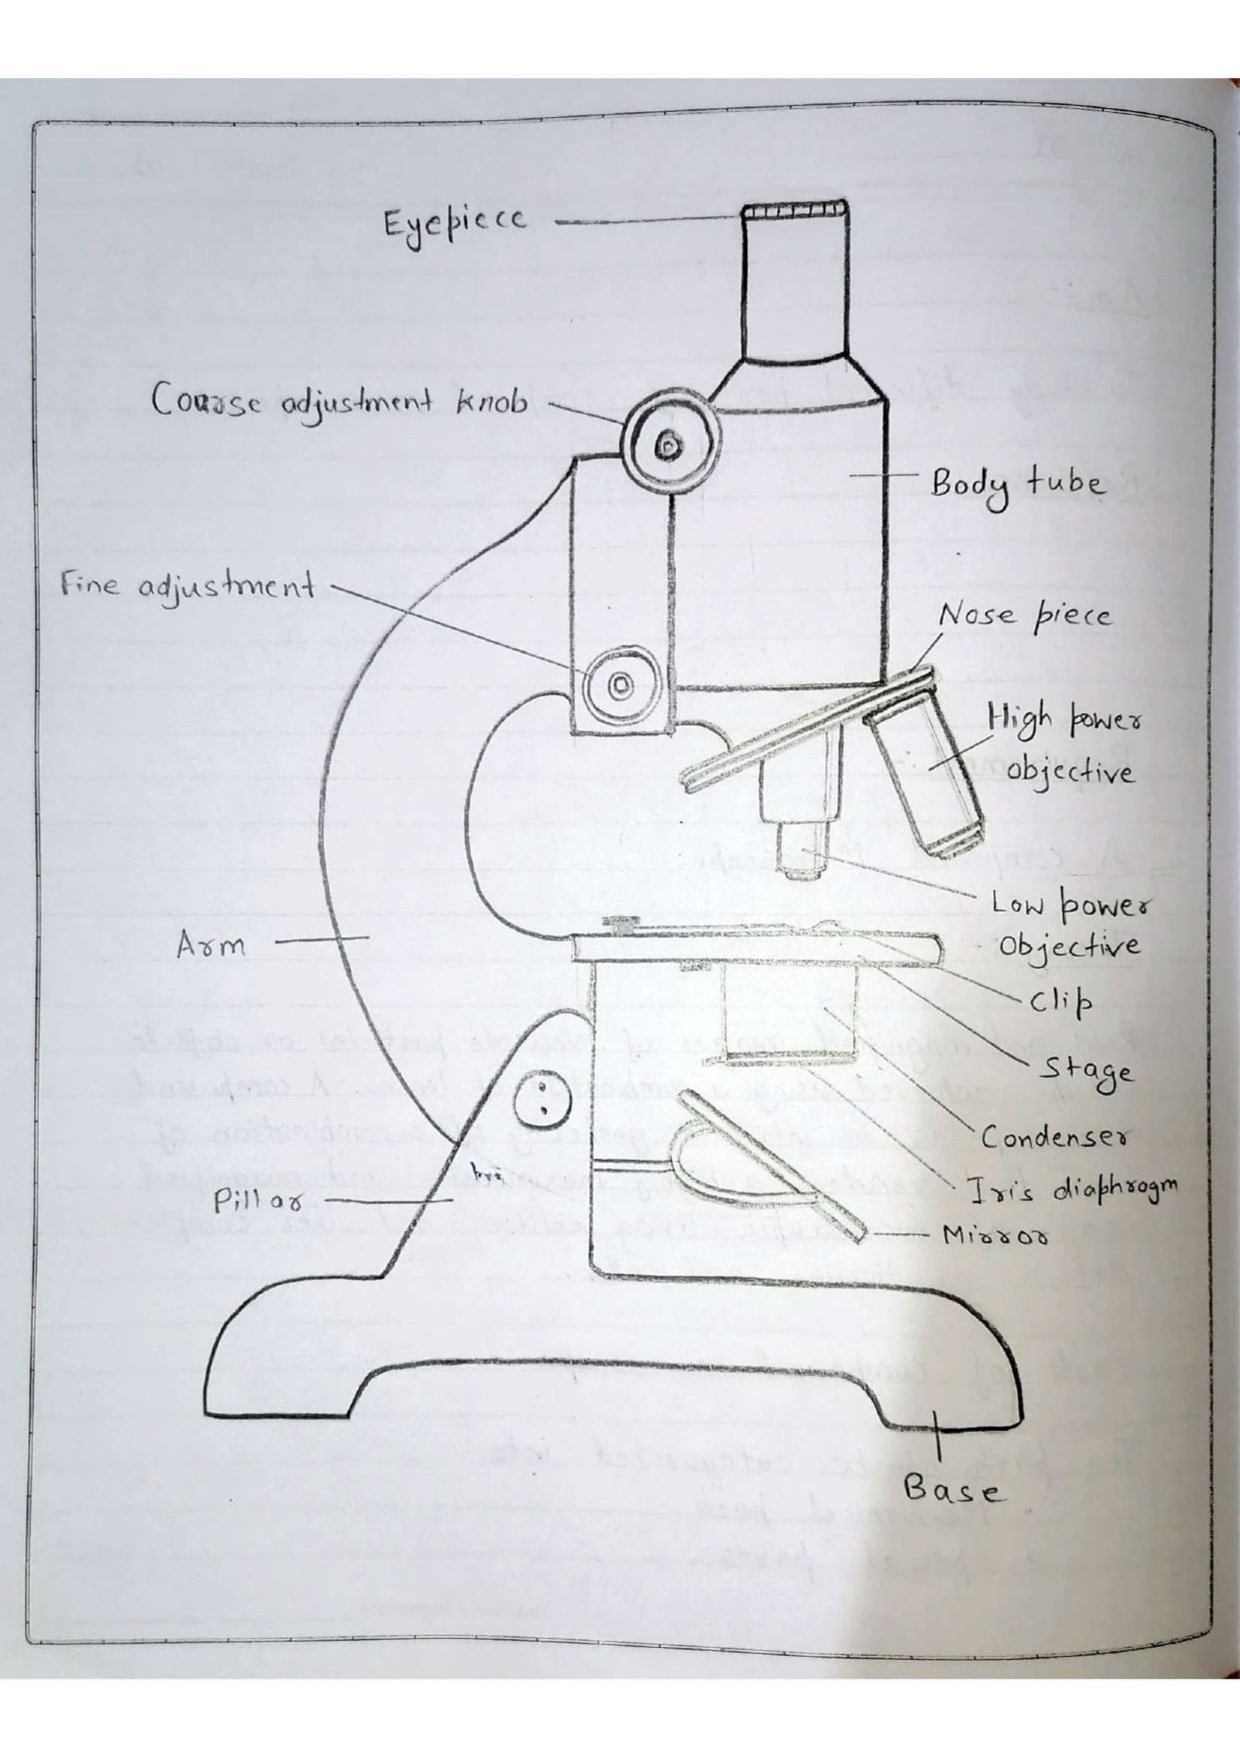 Eyepiece
Couarse adjustment knob
Body tube
Fine adjustment
Nose piece
High power
objective
Low power
Objective
Arm
Clip
Stage
Condenser
Iris diaphragm
Pillar
Mirror
Base